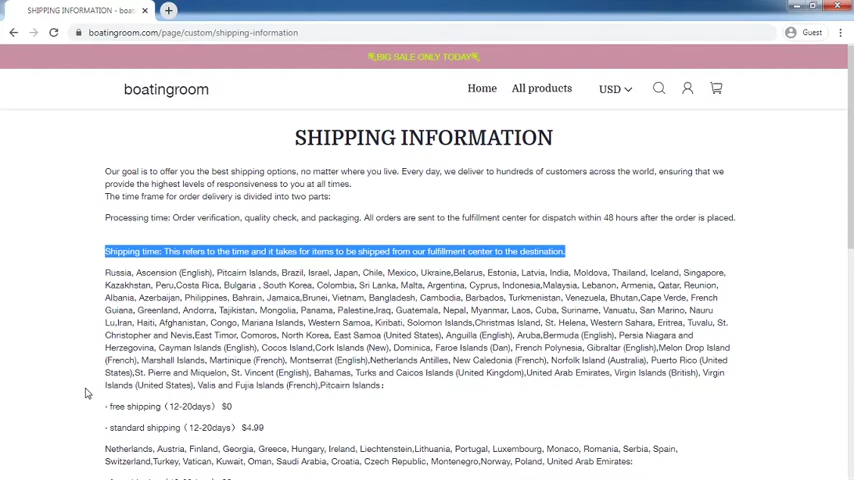 SHIPPING INFORMATION - boati
Guest
boatingroom.com/page/custom/shipping-information
BIG SALE ONLY TODAY
boatingroom
Home
All products
USD
SHIPPING INFORMATION
Our goal is to offer you the best shipping options, no matter where you live. Every day, we deliver to hundreds of customers across the world, ensuring that we
provide the highest levels of responsiveness to you at all times.
The time frame for order delivery is divided into two parts:
Processing time: Order verification, quality check, and packaging. All orders are sent to the fulfillment center for dispatch within 48 hours after the order is placed.
Shipping time: This refers to the time and it takes for items to be shipped from our fulfillment center to the destination.
Russia, Ascension (English), Pitcairn Islands, Brazil, Israel, Japan, Chile, Mexico, Ukraine,Belarus, Estonia, Latvia, India, Moldova, Thailand, Iceland, Singapore,
Kazakhstan, Peru,Costa Rica, Bulgaria , South Korea, Colombia, Sri Lanka, Malta, Argentina, Cyprus, Indonesia,Malaysia, Lebanon, Armenia, Qatar, Reunion,
Albania, Azerbaijan, Philippines, Bahrain, Jamaica,Brunei, Vietnam, Bangladesh, Cambodia, Barbados, Turkmenistan, Venezuela, Bhutan,Cape Verde, French
Guiana, Greenland, Andorra, Tajikistan, Mongolia, Panama, Palestine,Iraq, Guatemala, Nepal, Myanmar, Laos, Cuba, Suriname, Vanuatu, San Marino, Nauru
Lu,Iran, Haiti, Afghanistan, Congo, Mariana Islands, Western Samoa, Kiribati, Solomon Islands,Christmas Island, St. Helena, Western Sahara, Eritrea, Tuvalu, St.
Christopher and Nevis,East Timor, Comoros, North Korea, East Samoa (United States), Anguilla (English), Aruba,Bermuda (English), Persia Niagara and
Herzegovina, Cayman Islands (English), Cocos Island,Cork Islands (New), Dominica, Faroe Islands (Dan), French Polynesia, Gibraltar (English),Melon Drop Island
(French), Marshall Islands, Martinique (French), Montserrat (English),Netherlands Antilles, New Caledonia (French), Norfolk Island (Australia), Puerto Rico (United
States),St. Pierre and Miquelon, St. Vincent (English), Bahamas, Turks and Caicos Islands (United Kingdom),United Arab Emirates, Virgin Islands (British), Virgin
Islands (United States), Valis and Fujia Islands (French),Pitcairn Islands：
· free shipping（12-20days） $0
· standard shipping（12-20days） $4.99
Netherlands, Austria, Finland, Georgia, Greece, Hungary, Ireland, Liechtenstein,Lithuania, Portugal, Luxembourg, Monaco, Romania, Serbia, Spain,
Switzerland,Turkey, Vatican, Kuwait, Oman, Saudi Arabia, Croatia, Czech Republic, Montenegro,Norway, Poland, United Arab Emirates: